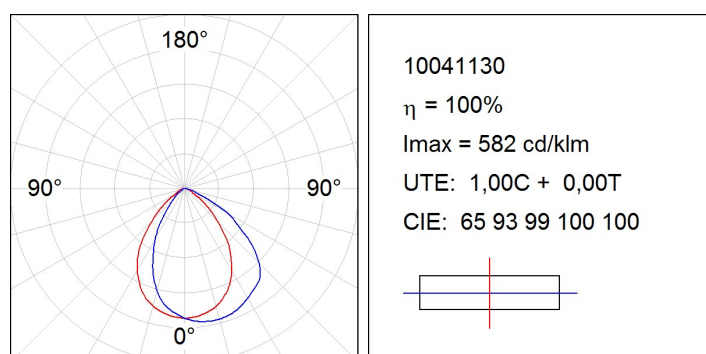 180°
90° 90°
0°
10041130
η = 100%
Imax = 582 cd/klm
UTE: 1,00C + 0,00T
CIE: 65 93 99 100 100